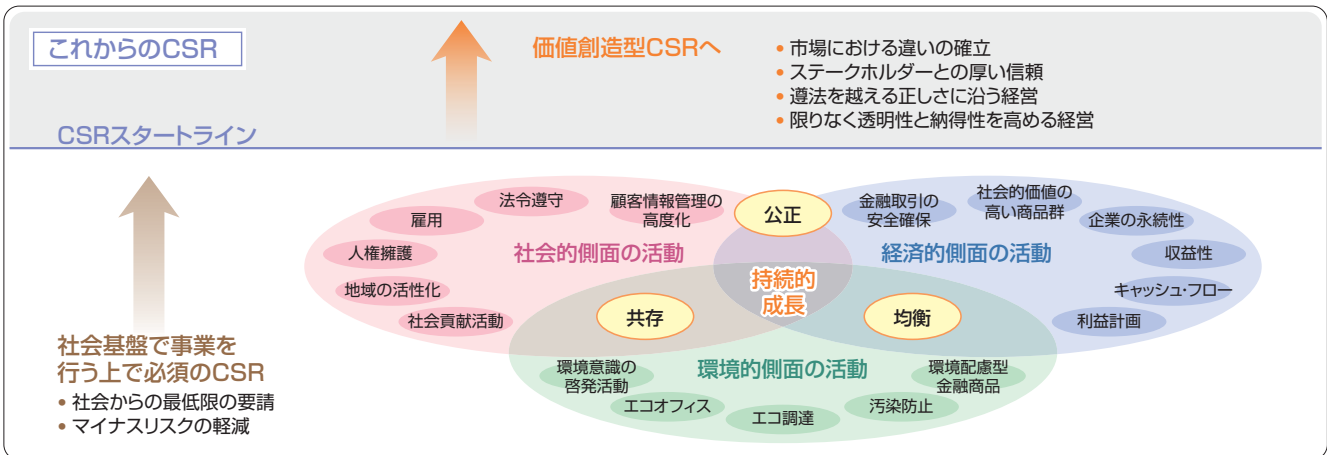 これからのCSR
価値創造型CSRへ
• 市場における違いの確立
• ステークホルダーとの厚い信頼
• 遵法を越える正しさに沿う経営
• 限りなく透明性と納得性を高める経営
CSRスタートライン
社会基盤で事業を
行う上で必須のCSR
• 社会からの最低限の要請
• マイナスリスクの軽減
社会的側面の活動
法令遵守
顧客情報管理の
高度化
雇用
人権擁護
地域の活性化
社会貢献活動
公正
経済的側面の活動
金融取引の
安全確保
社会的価値の
高い商品群
企業の永続性
収益性
キャッシュ・フロー
利益計画
持続的
成長
共存
均衡
環境的側面の活動
環境意識の
啓発活動
エコオフィス
エコ調達
汚染防止
環境配慮型
金融商品